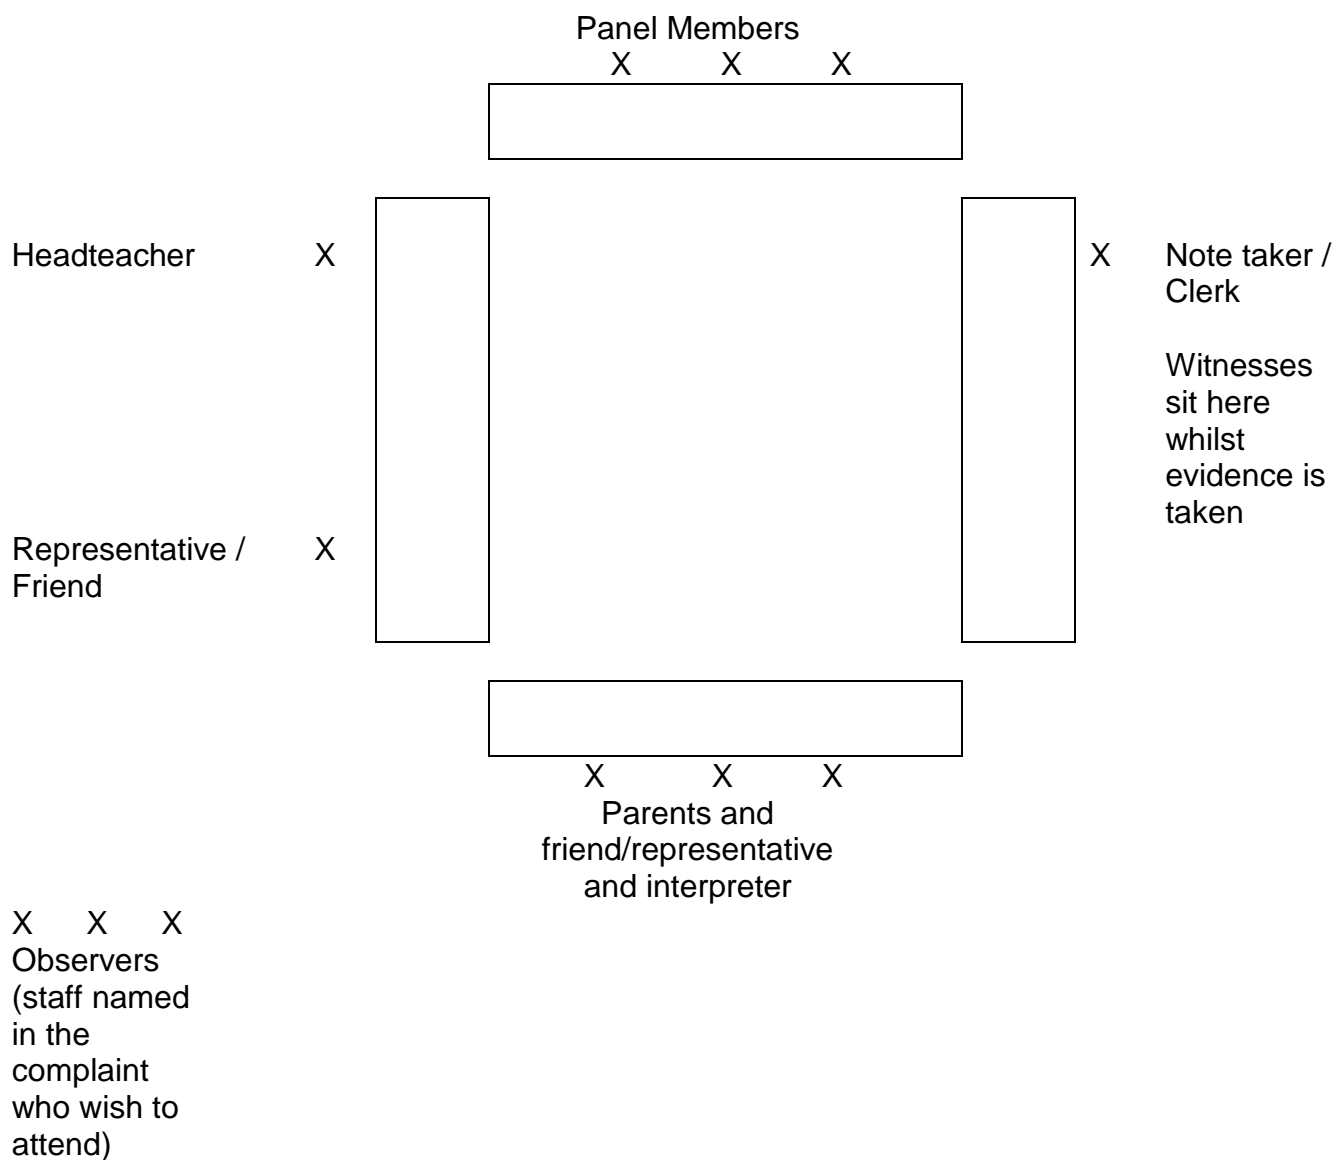 Panel Members
X X X
Headteacher X
X Note taker /
Clerk
Witnesses
sit here
whilst
evidence is
taken
Representative / X
Friend
X X X
Parents and
friend/representative
and interpreter
X X X
Observers
(staff named
in the
complaint
who wish to
attend)